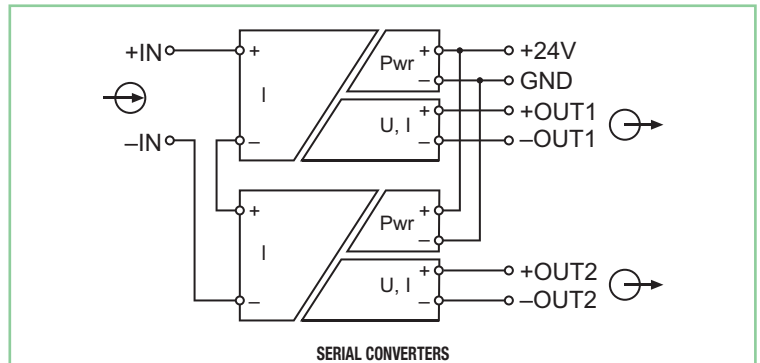 +IN
+
I
Pwr
+
+24V
–
GND
–IN
–
U, I
+
+OUT1
–
–OUT1
+
I
Pwr
+
–
–
U, I
+
+OUT2
–
–OUT2
SERIAL CONVERTERS